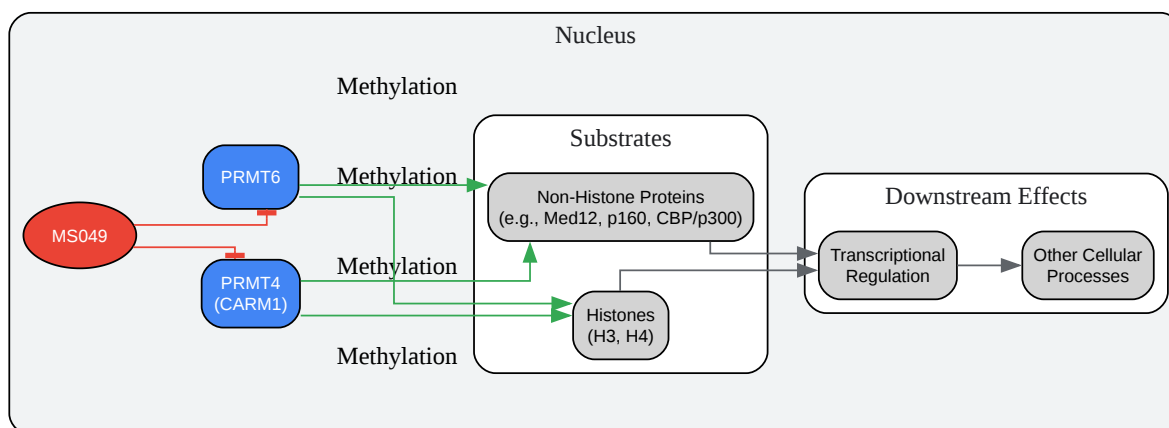 Nucleus
Methylation
Substrates
PRMT6
Methylation
Non-Histone Proteins
(e.g., Med12, p160, CBP/p300)
Downstream Effects
MS049
Transcriptional
Regulation
Other Cellular
Processes
Methylation
PRMT4
(CARM1)
Histones
(H3, H4)
Methylation